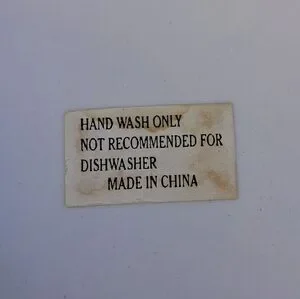 HAND WASH ONLY
NOT RECOMMENDED FOR
DISHWASHER
MADE IN CHINA